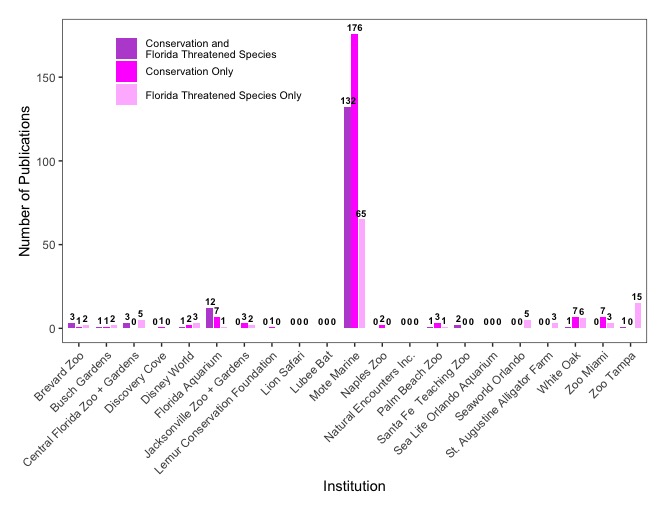 Conservation and
Florida Threatened Species
Conservation Only
Florida Threatened Species Only
Number of Publications
150
100
50
0
3 1 2
1 1 2
3 0 5
0 1 0
1 2 3
12 7 1
0 3 2
0 1 0
0 0 0
0 0 0
132 176 65
0 2 0
0 0 0
1 3 1
2 0 0
0 0 0
0 0 5
0 0 3
1 7 6
0 7 3
1 0 15
Brevard Zoo
Busch Gardens
Central Florida Zoo + Gardens
Discovery Cove
Disney World
Florida Aquarium
Jacksonville Zoo + Gardens
Lemur Conservation Foundation
Lion Safari
Lubee Bat
Mote Marine
Naples Zoo
Natural Encounters Inc.
Palm Beach Zoo
Santa Fe Teaching Zoo
Sea Life Orlando Aquarium
Seaworld Orlando
St. Augustine Alligator Farm
White Oak
Zoo Miami
Zoo Tampa
Institution